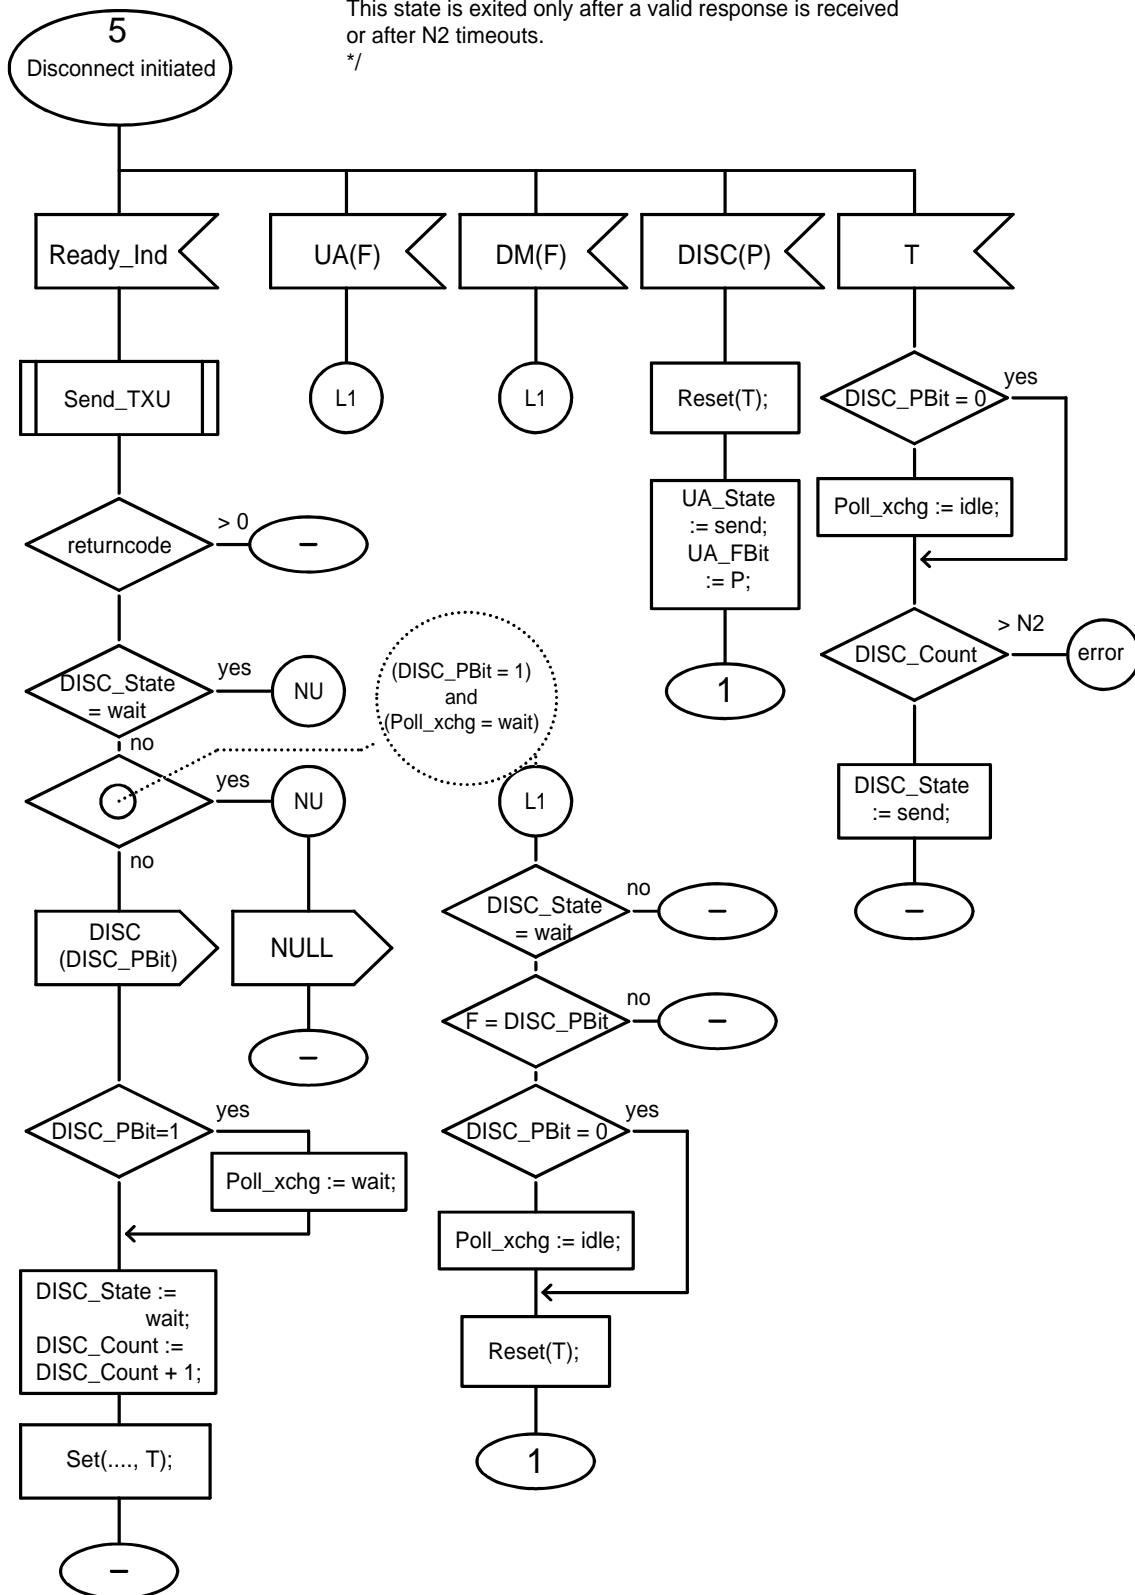 This state is exited only after a valid response is received
or after N2 timeouts.
*/
5
Disconnect initiated
Ready_Ind
UA(F)
DM(F)
DISC(P)
T
Send_TXU
L1
L1
Reset(T);
DISC_PBit = 0
yes
UA_State
:= send;
UA_FBit
:= P;
Poll_xchg := idle;
returncode
> 0
–
DISC_Count
> N2
error
DISC_State
= wait
yes
NU
no
(DISC_PBit = 1)
and
(Poll_xchg = wait)
1
yes
NU
no
L1
DISC_State
:= send;
–
DISC
(DISC_PBit)
NULL
–
DISC_State
= wait
no
–
F = DISC_PBit
no
–
DISC_PBit=1
yes
Poll_xchg := wait;
DISC_PBit = 0
yes
Poll_xchg := idle;
DISC_State :=
wait;
DISC_Count :=
DISC_Count + 1;
Reset(T);
Set(...., T);
1
–